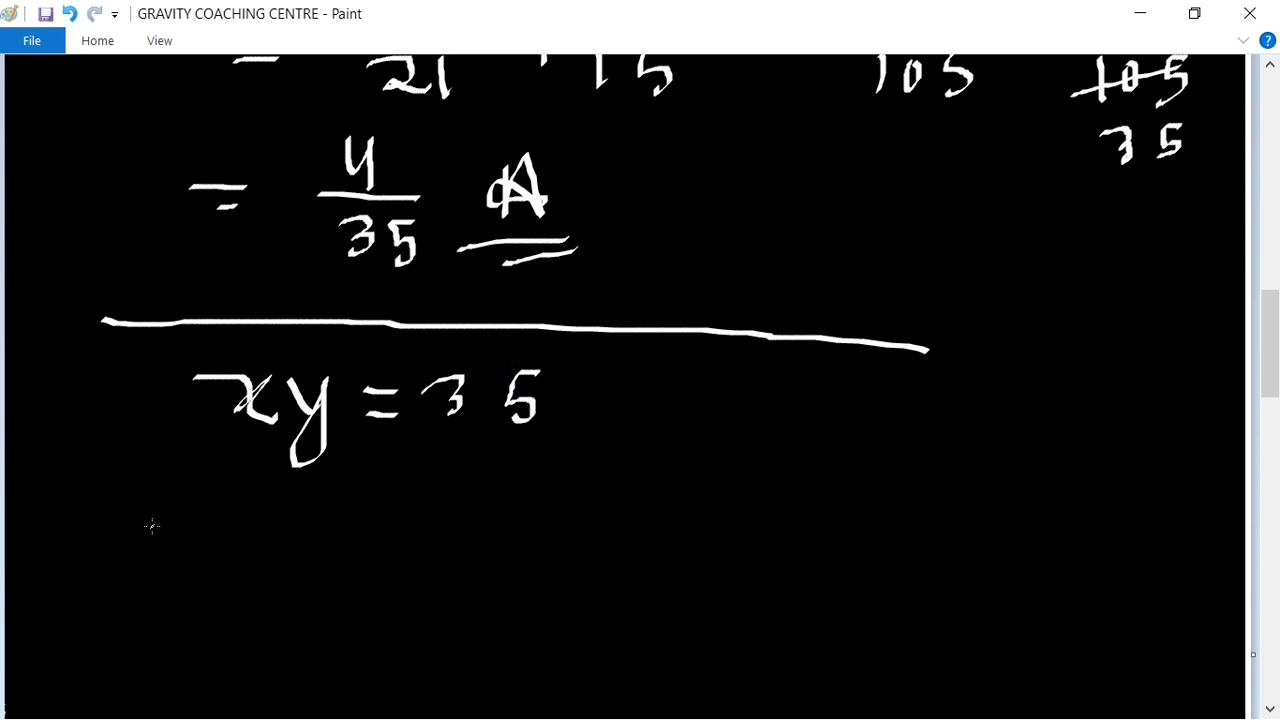 GRAVITY COACHING CENTRE - Paint
File Home View
= 21 15 105 105
35
= 4/35 A
xy = 35